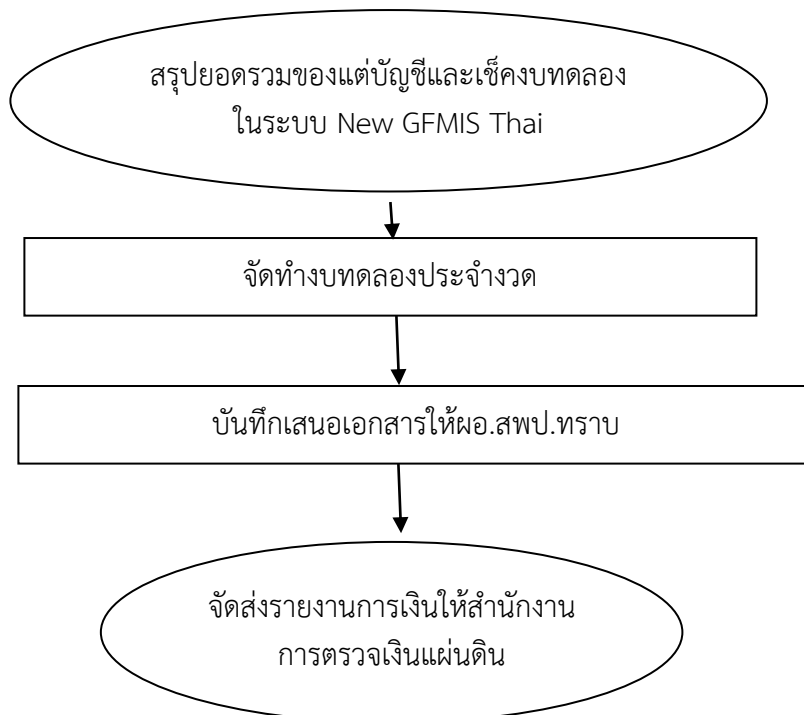 สรุปยอดรวมของแต่บัญชีและเช็คงบทดลอง
ในระบบ New GFMIS Thai
จัดทำงบทดลองประจำงวด
บันทึกเสนอเอกสารให้ผอ.สพป.ทราบ
จัดส่งรายงานการเงินให้สำนักงาน
การตรวจเงินแผ่นดิน